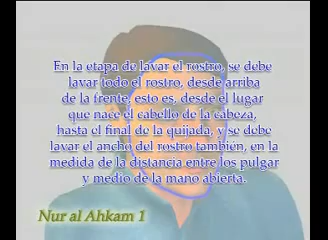 En la etapa de lavar el rostro, se debe
lavar todo el rostro, desde arriba
de la frente, esto es, desde el lugar
que nace el cabello de la cabeza,
hasta el final de la quijada, y se debe
lavar el ancho del rostro también, en la
medida de la distancia entre los pulgar
y medio de la mano abierta.
Nur al Ahkam 1